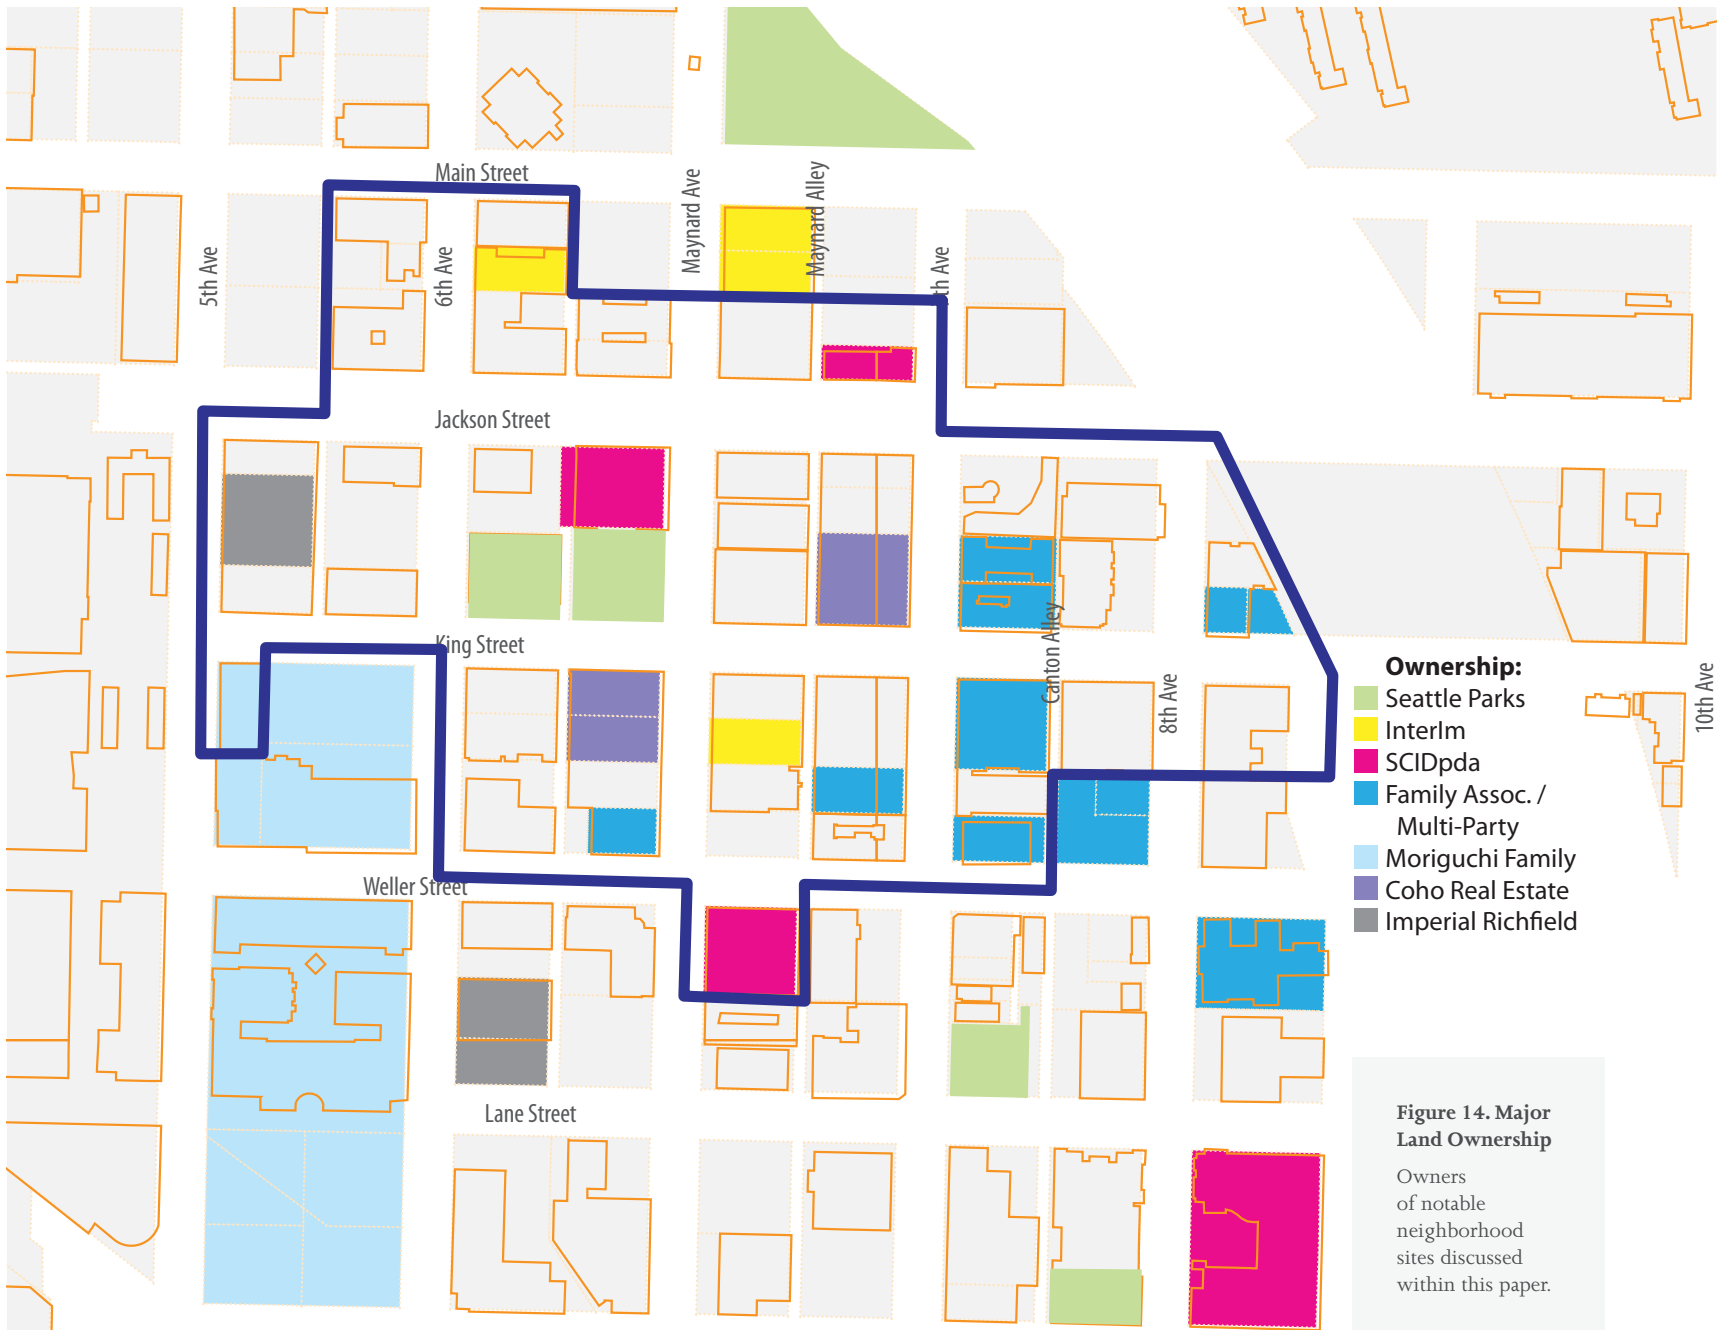 Main Street
Maynard Ave
Maynard Alley
5th Ave
6th Ave
th Ave
Jackson Street
King Street
Canton Alley
8th Ave
10th Ave
Weller Street
Lane Street
Ownership:
Seattle Parks
InterIm
SCIDpda
Family Assoc. /
Multi-Party
Moriguchi Family
Coho Real Estate
Imperial Richfield
Figure 14. Major
Land Ownership
Owners
of notable
neighborhood
sites discussed
within this paper.